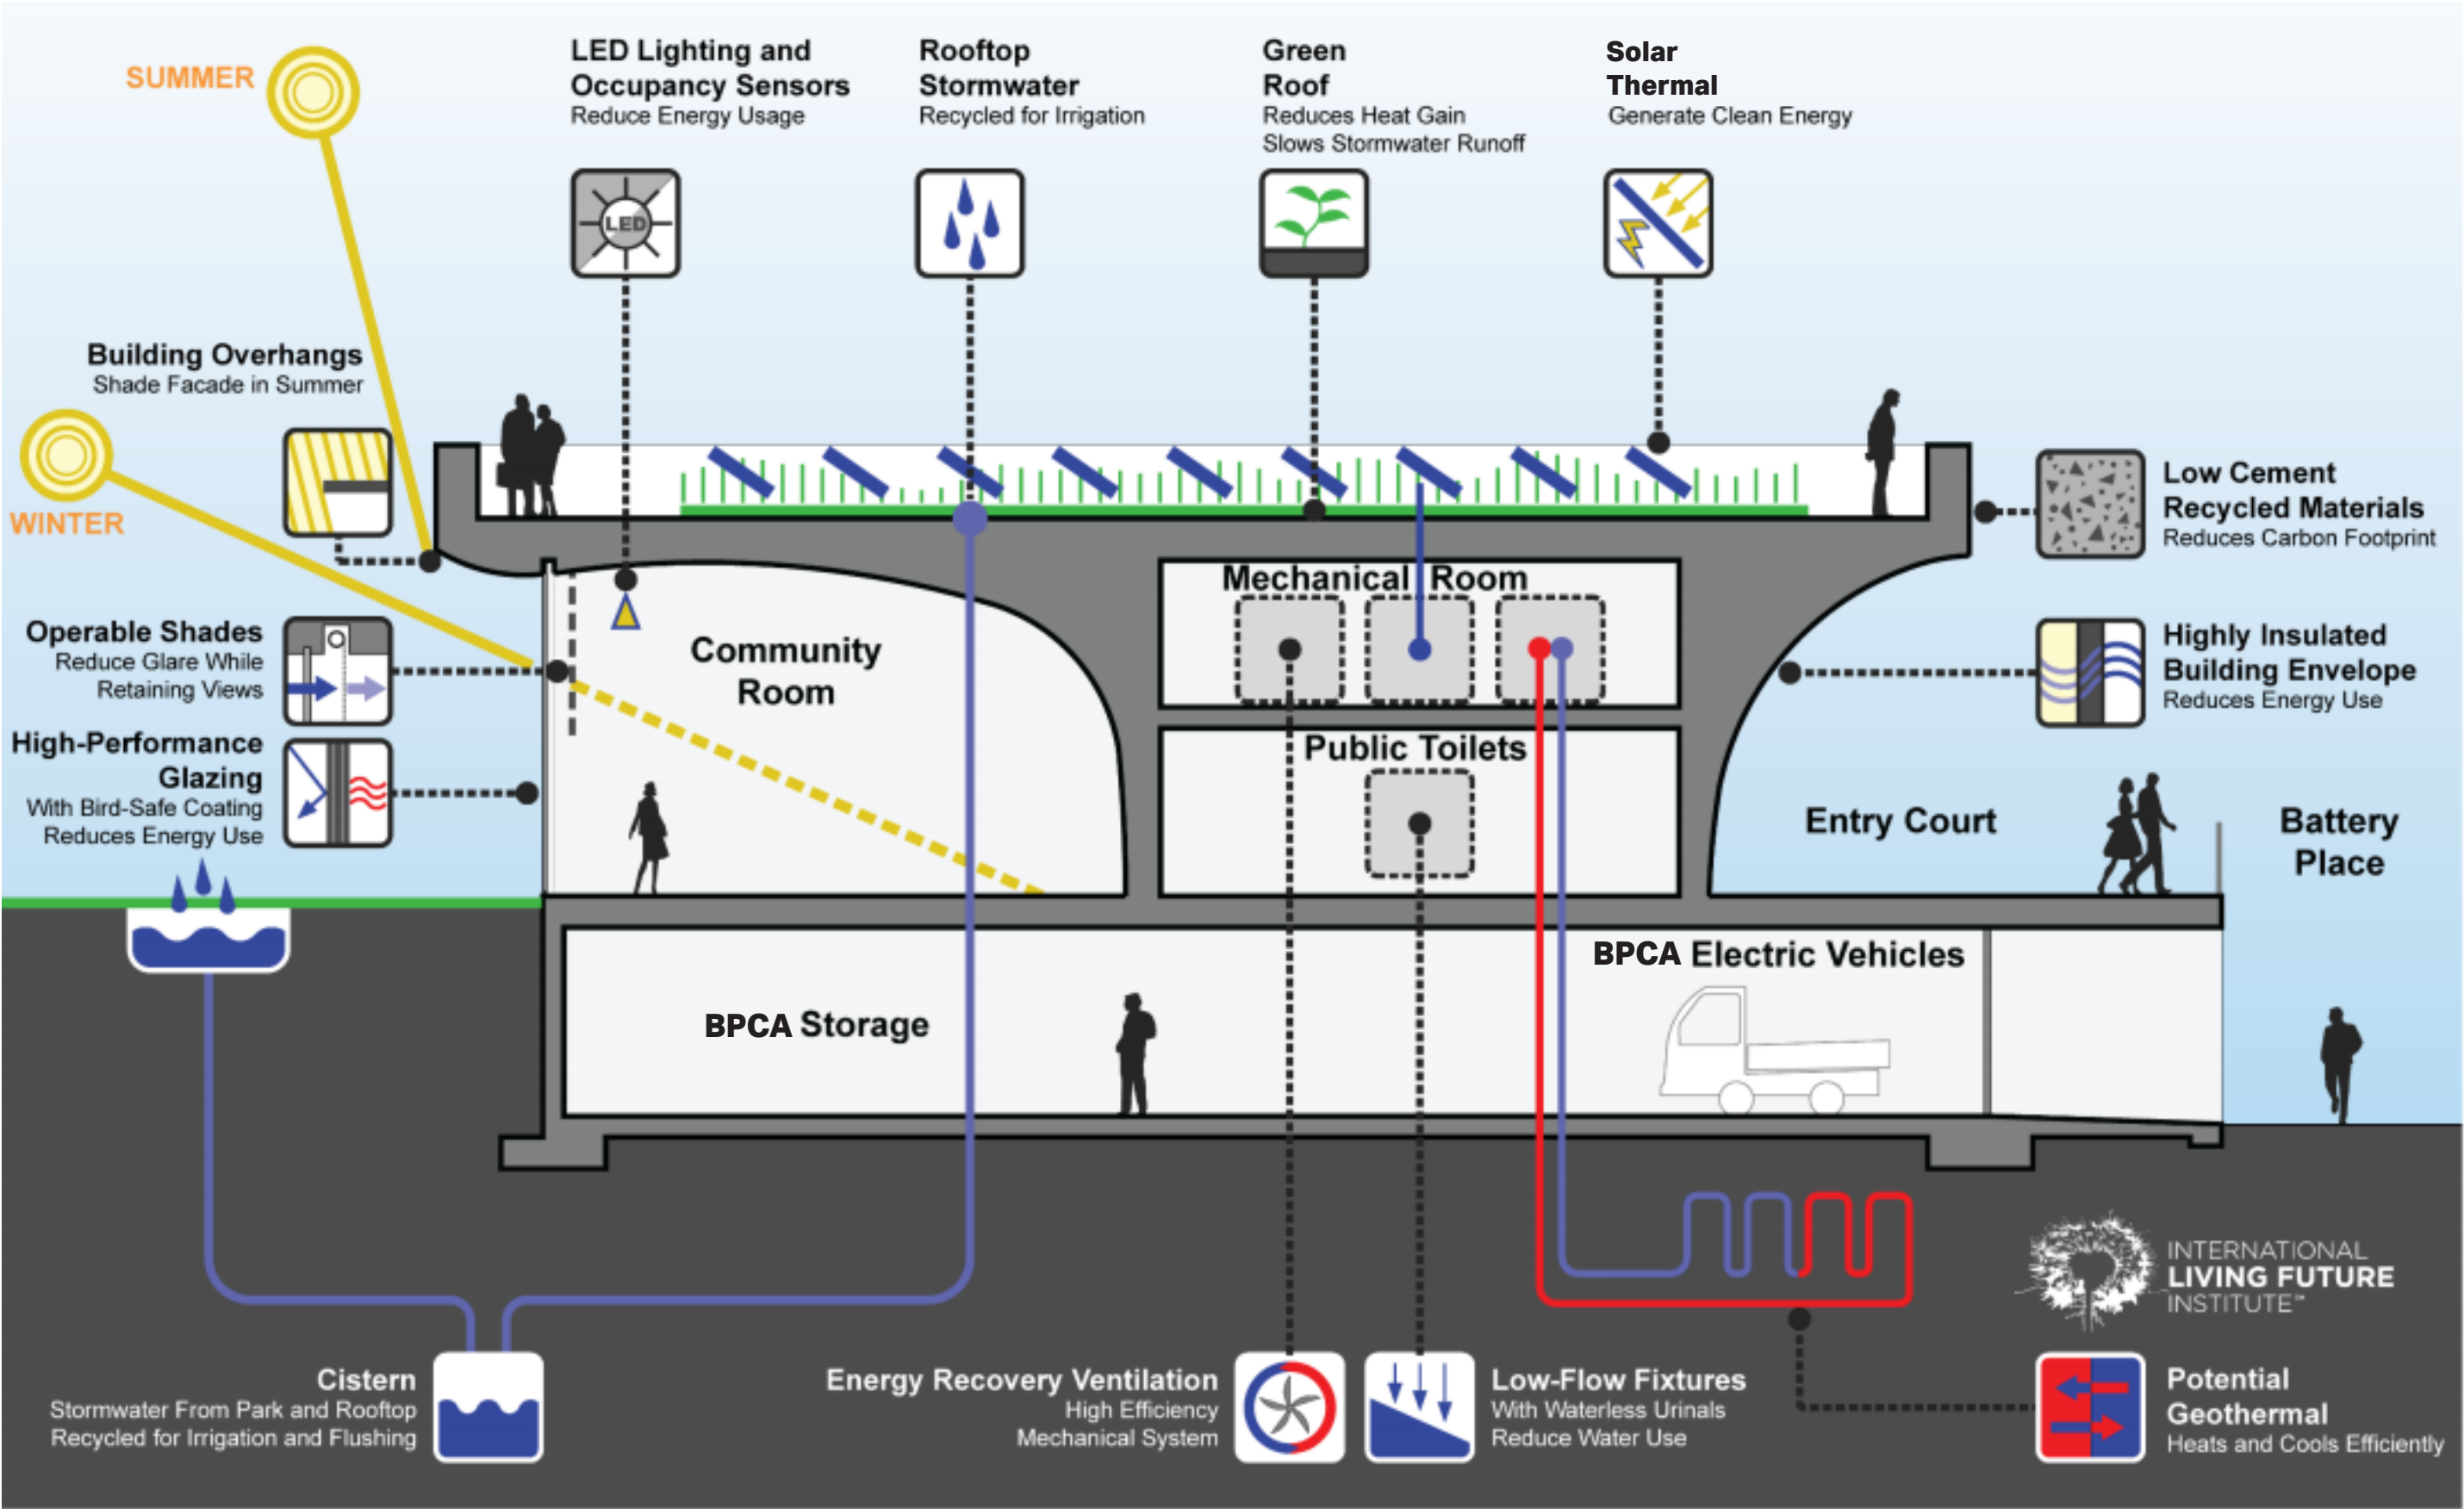 SUMMER
LED Lighting and
Occupancy Sensors
Reduce Energy Usage
LED
Rooftop
Stormwater
Recycled for Irrigation
Green
Roof
Reduces Heat Gain
Slows Stormwater Runoff
Solar
Thermal
Generate Clean Energy
Building Overhangs
Shade Facade in Summer
WINTER
Low Cement
Recycled Materials
Reduces Carbon Footprint
Operable Shades
Reduce Glare While
Retaining Views
Community
Room
Mechanical Room
Highly Insulated
Building Envelope
Reduces Energy Use
High-Performance
Glazing
With Bird-Safe Coating
Reduces Energy Use
Public Toilets
Entry Court
Battery
Place
BPCA Storage
BPCA Electric Vehicles
INTERNATIONAL
LIVING FUTURE
INSTITUTE℠
Cistern
Stormwater From Park and Rooftop
Recycled for Irrigation and Flushing
Energy Recovery Ventilation
High Efficiency
Mechanical System
Low-Flow Fixtures
With Waterless Urinals
Reduce Water Use
Potential
Geothermal
Heats and Cools Efficiently